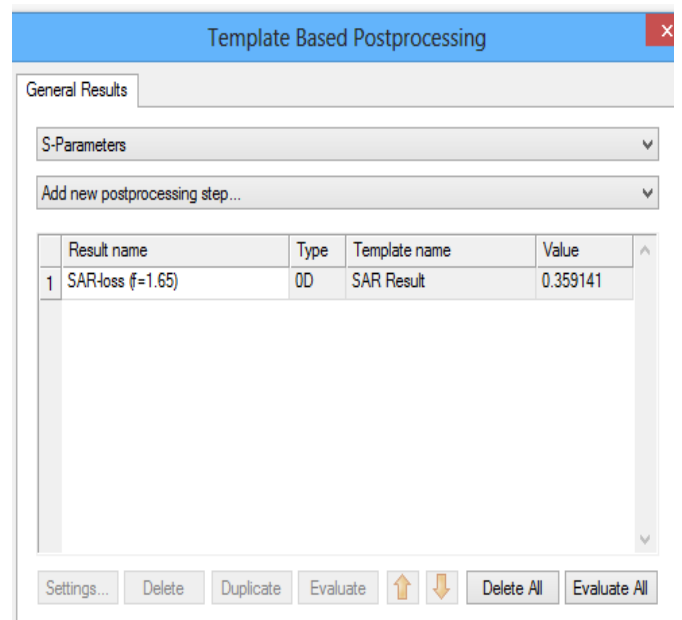 Template Based Postprocessing
x
General Results
S-Parameters
Add new postprocessing step...
Result name Type Template name Value
1 SAR-loss (f=1.65) 0D SAR Result 0.359141
Settings... Delete Duplicate Evaluate Delete All Evaluate All